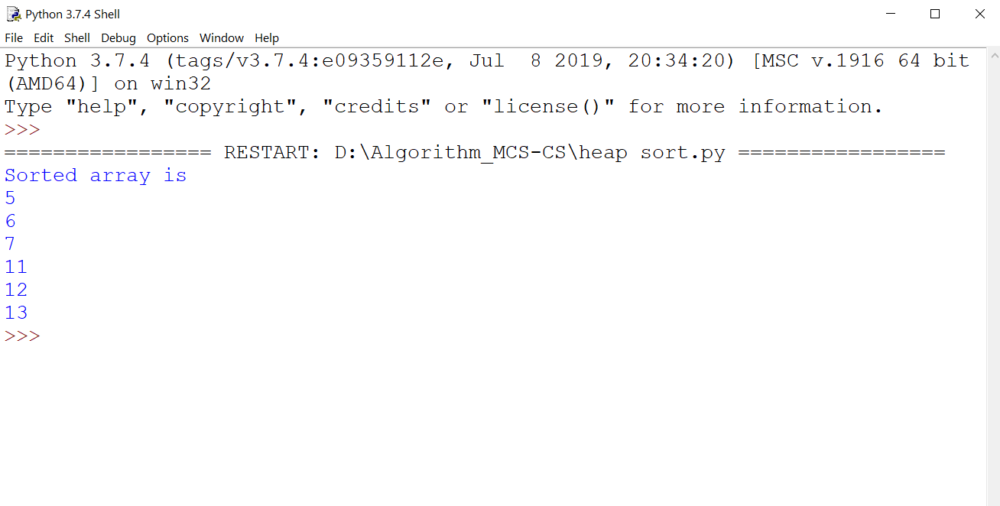 Python 3.7.4 Shell
File Edit Shell Debug Options Window Help
Python 3.7.4 (tags/v3.7.4:e09359112e, Jul  8 2019, 20:34:20) [MSC v.1916 64 bit
(AMD64)] on win32
Type "help", "copyright", "credits" or "license()" for more information.
>>>
================= RESTART: D:\Algorithm_MCS-CS\heap sort.py =================
Sorted array is
5
6
7
11
12
13
>>>